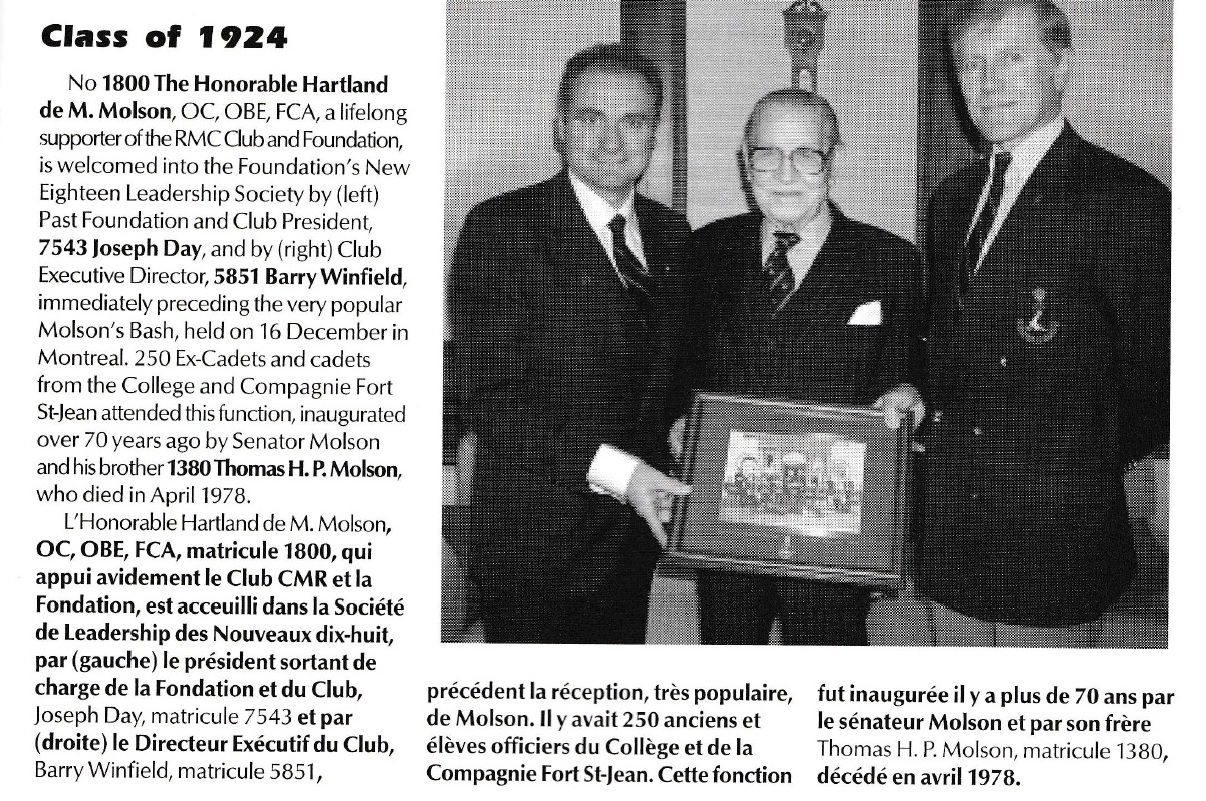 Class of 1924
No 1800 The Honorable Hartland
de M. Molson, OC, OBE, FCA, a lifelong
supporter of the RMC Club and Foundation,
is welcomed into the Foundation's New
Eighteen Leadership Society by (left)
Past Foundation and Club President,
7543 Joseph Day, and by (right) Club
Executive Director, 5851 Barry Winfield,
immediately preceding the very popular
Molson's Bash, held on 16 December in
Montreal. 250 Ex-Cadets and cadets
from the College and Compagnie Fort
St-Jean attended this function, inaugurated
over 70 years ago by Senator Molson
and his brother 1380 Thomas H. P. Molson,
who died in April 1978.
L'Honorable Hartland de M. Molson,
OC, OBE, FCA, matricule 1800, qui
appui avidement le Club CMR et la
Fondation, est acceuilli dans la Société
de Leadership des Nouveaux dix-huit,
par (gauche) le président sortant de
charge de la Fondation et du Club,
Joseph Day, matricule 7543 et par
(droite) le Directeur Exécutif du Club,
Barry Winfield, matricule 5851,
précédent la réception, très populaire,
de Molson. Il y avait 250 anciens et
élèves officiers du Collège et de la
Compagnie Fort St-Jean. Cette fonction
fut inaugurée il y a plus de 70 ans par
le sénateur Molson et par son frère
Thomas H. P. Molson, matricule 1380,
décédé en avril 1978.